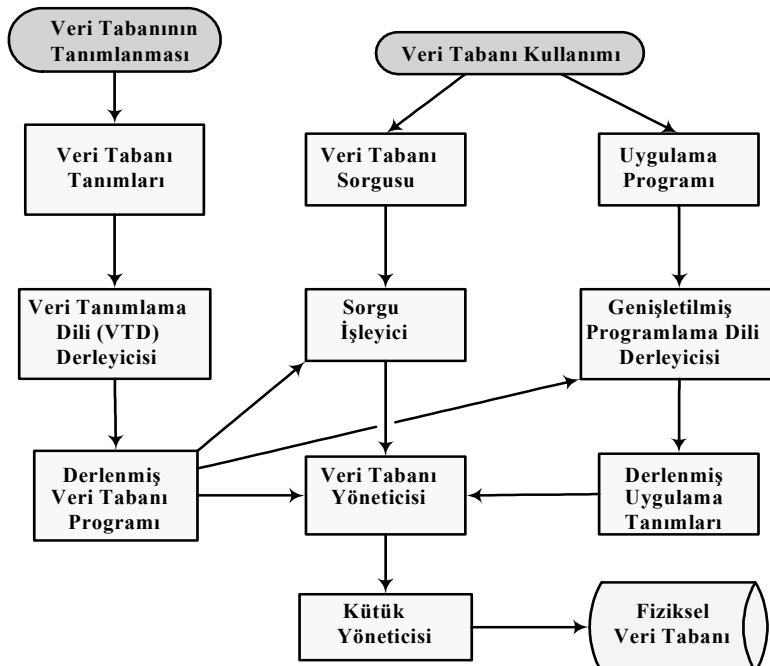 Veri Tabanının
Tanımlanması
Veri Tabanı Kullanımı
Veri Tabanı
Tanımları
Veri Tabanı
Sorgusu
Uygulama
Programı
Veri Tanımlama
Dili (VTD)
Derleyicisi
Sorgu
İşleyici
Genişletilmiş
Programlama Dili
Derleyicisi
Derlenmiş
Veri Tabanı
Programı
Veri Tabanı
Yöneticisi
Derlenmiş
Uygulama
Tanımları
Kütük
Yöneticisi
Fiziksel
Veri Tabanı